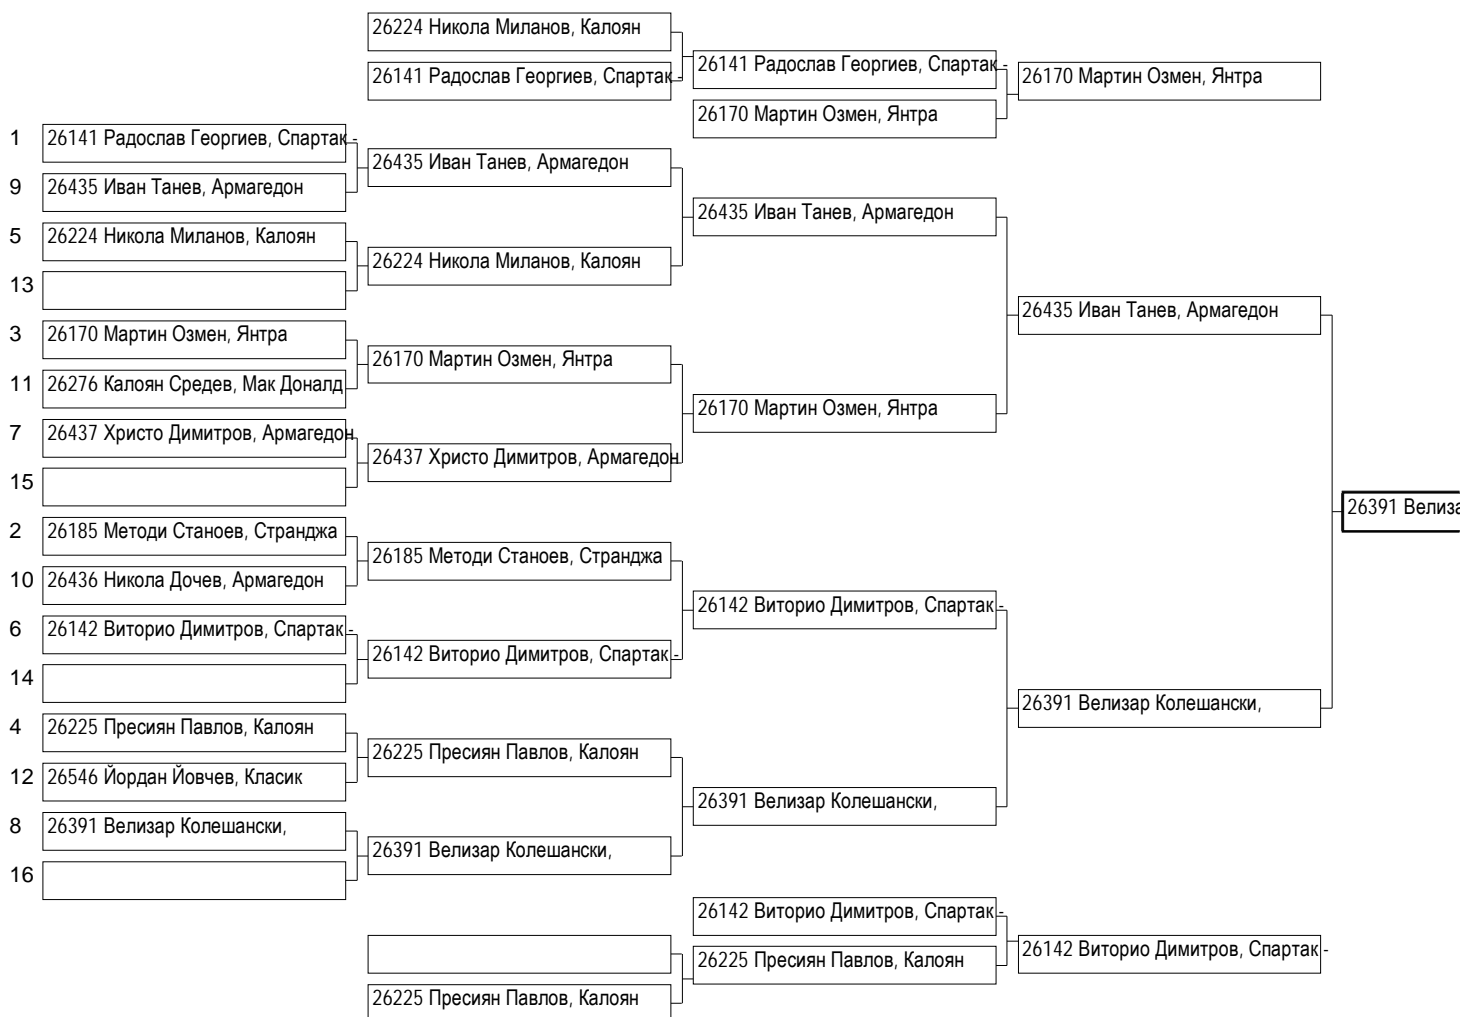 26224 Никола Миланов, Калоян
26141 Радослав Георгиев, Спартак -
26141 Радослав Георгиев, Спартак -
26170 Мартин Озмен, Янтра
26170 Мартин Озмен, Янтра
1 26141 Радослав Георгиев, Спартак -
9 26435 Иван Танев, Армагедон
5 26224 Никола Миланов, Калоян
13
3 26170 Мартин Озмен, Янтра
11 26276 Калоян Средев, Мак Доналд
7 26437 Христо Димитров, Армагедон
15
2 26185 Методи Станоев, Странджа
10 26436 Никола Дочев, Армагедон
6 26142 Виторио Димитров, Спартак -
14
4 26225 Пресиян Павлов, Калоян
12 26546 Йордан Йовчев, Класик
8 26391 Велизар Колешански,
16
26435 Иван Танев, Армагедон
26224 Никола Миланов, Калоян
26170 Мартин Озмен, Янтра
26437 Христо Димитров, Армагедон
26185 Методи Станоев, Странджа
26142 Виторио Димитров, Спартак -
26225 Пресиян Павлов, Калоян
26391 Велизар Колешански,
26435 Иван Танев, Армагедон
26170 Мартин Озмен, Янтра
26142 Виторио Димитров, Спартак -
26391 Велизар Колешански,
26435 Иван Танев, Армагедон
26391 Велизар Колешански,
26391 Велиза
26225 Пресиян Павлов, Калоян
26142 Виторио Димитров, Спартак -
26225 Пресиян Павлов, Калоян
26142 Виторио Димитров, Спартак -